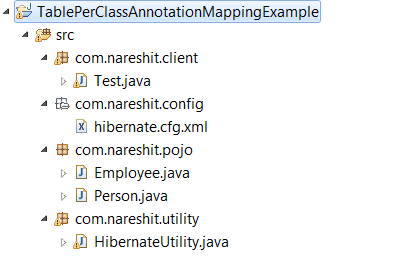 TablePerClassAnnotationMappingExample
src
com.nareshit.client
Test.java
com.nareshit.config
hibernate.cfg.xml
com.nareshit.pojo
Employee.java
Person.java
com.nareshit.utility
HibernateUtility.java